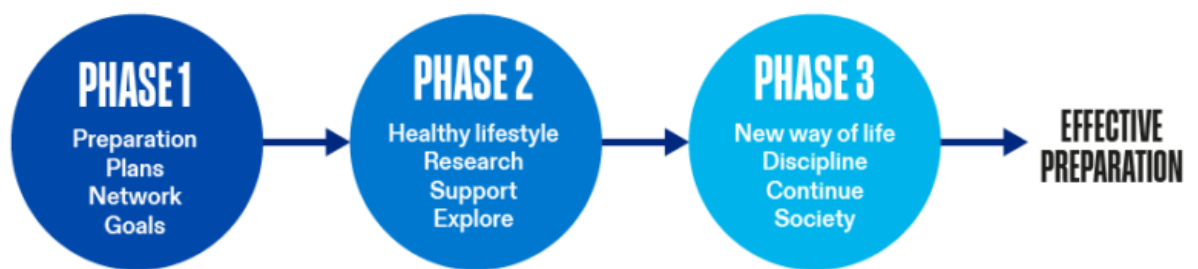 PHASE 1
Preparation
Plans
Network
Goals
PHASE 2
Healthy lifestyle
Research
Support
Explore
PHASE 3
New way of life
Discipline
Continue
Society
EFFECTIVE
PREPARATION